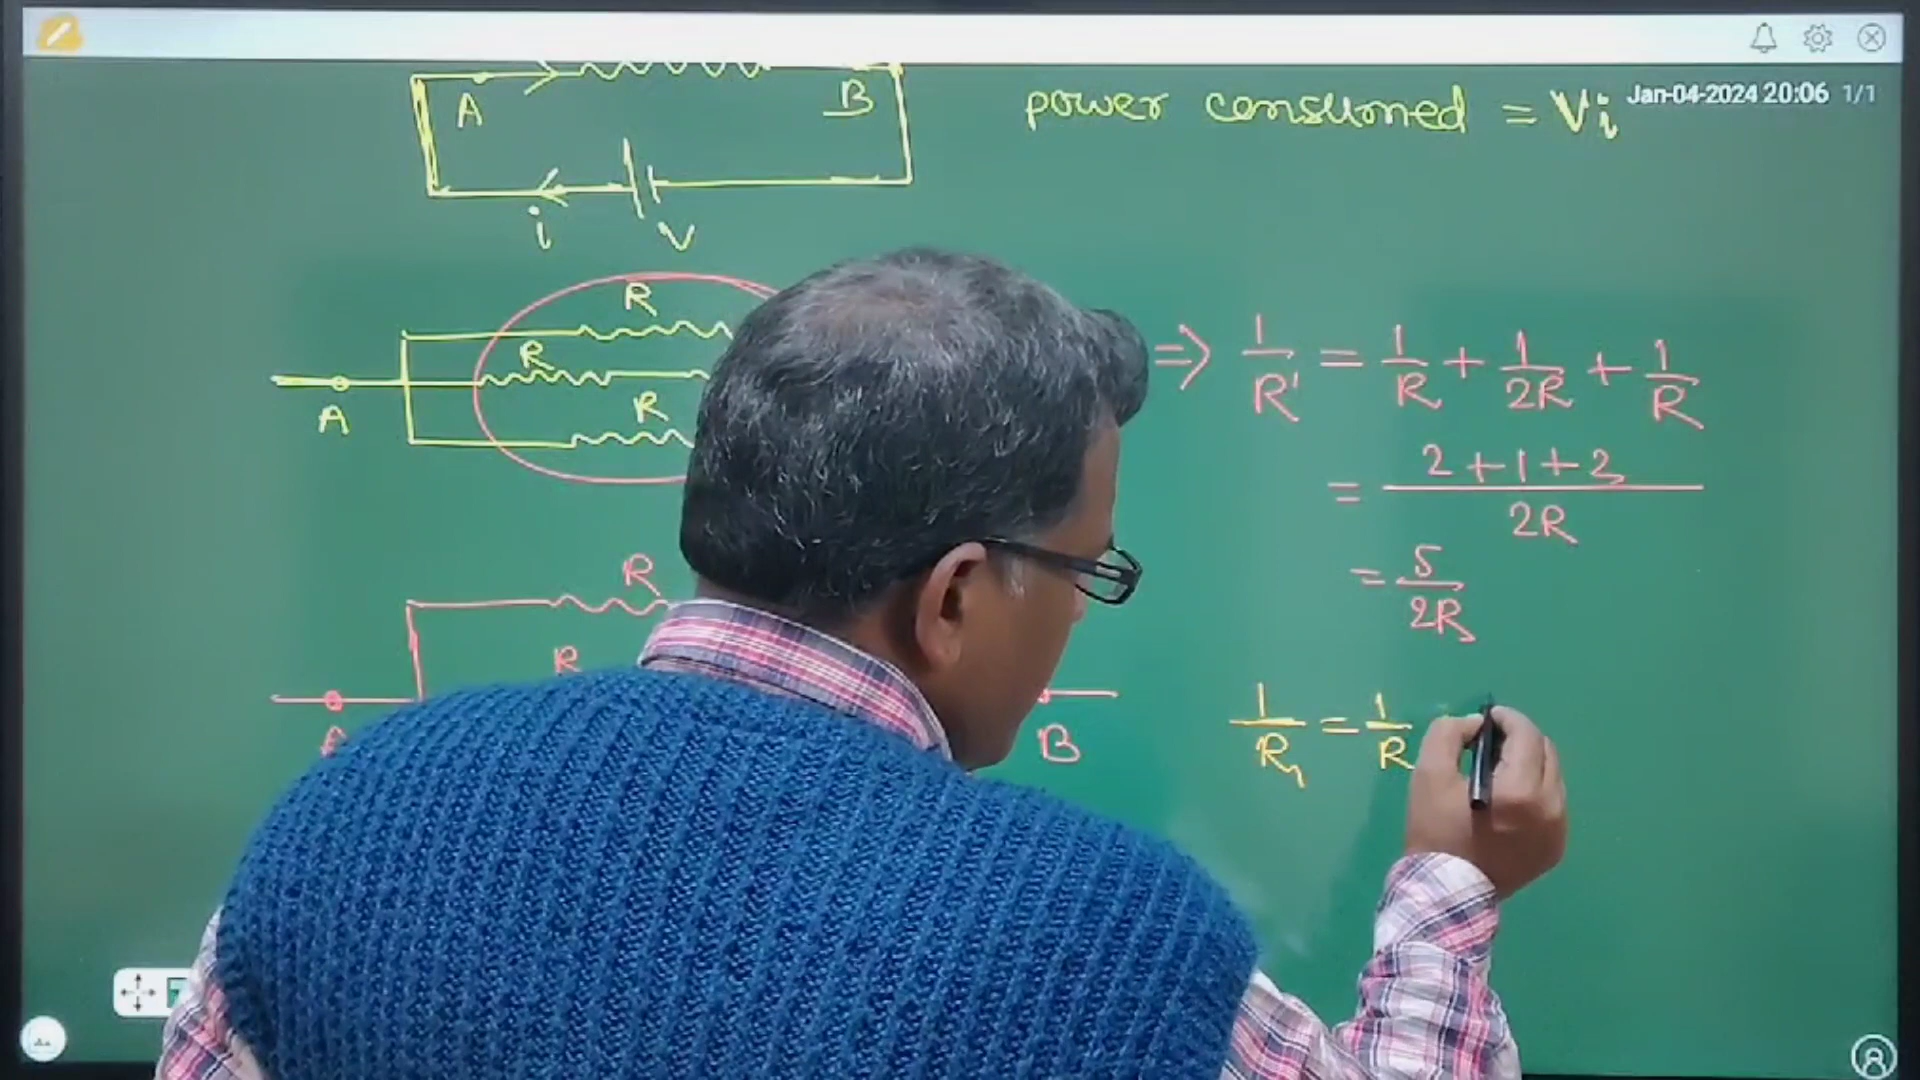 Jan-04-2024 20:06 1/1
A
B
power consumed = Vi
i
V
R
R
R
A
⇒ 1/R' = 1/R + 1/2R + 1/R
= 2+1+2/2R
= 5/2R
R
R
B
1/R₁ = 1/R